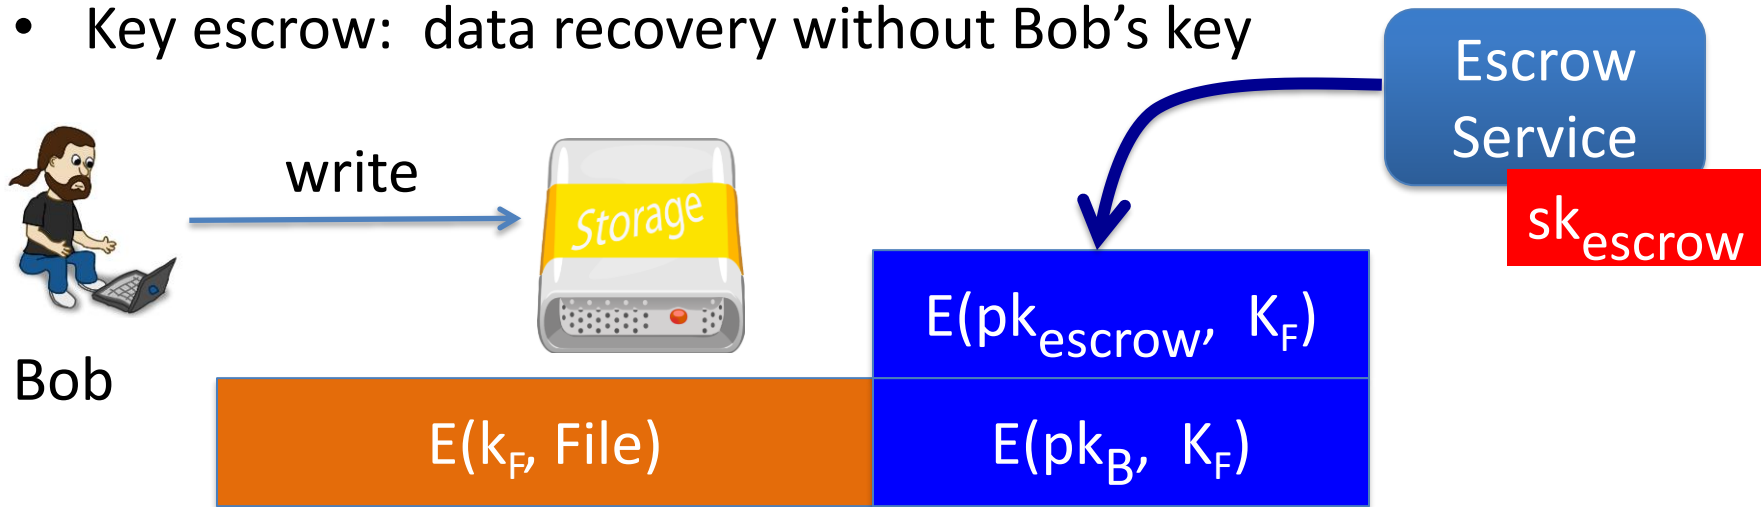 • Key escrow: data recovery without Bob’s key
Escrow
Service
write
Storage
sk_escrow
E(pk_escrow, K_F)
Bob
E(k_F, File)
E(pk_B, K_F)